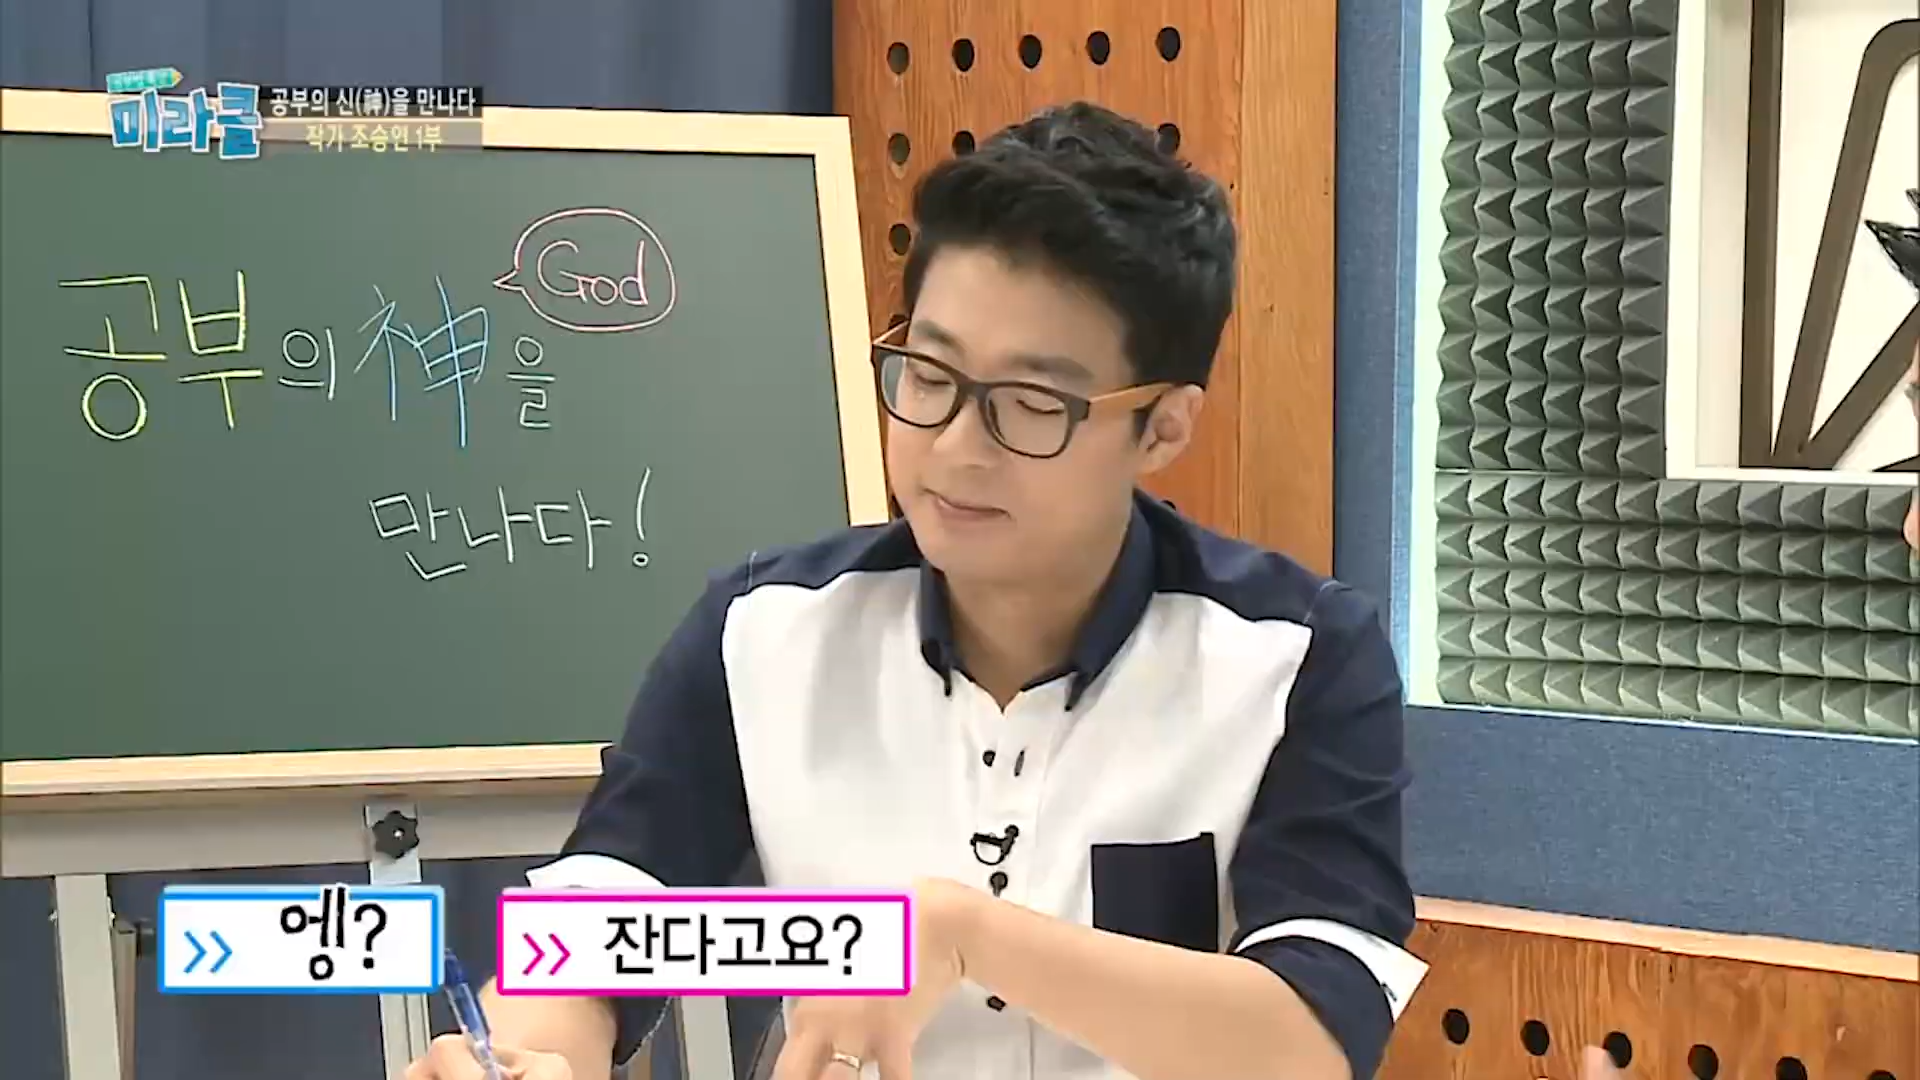 미라클
공부의 신(神)을 만나다
작가 조승연 1부
God
공부의 神을
만나다!
>> 엥?
>> 잔다고요?